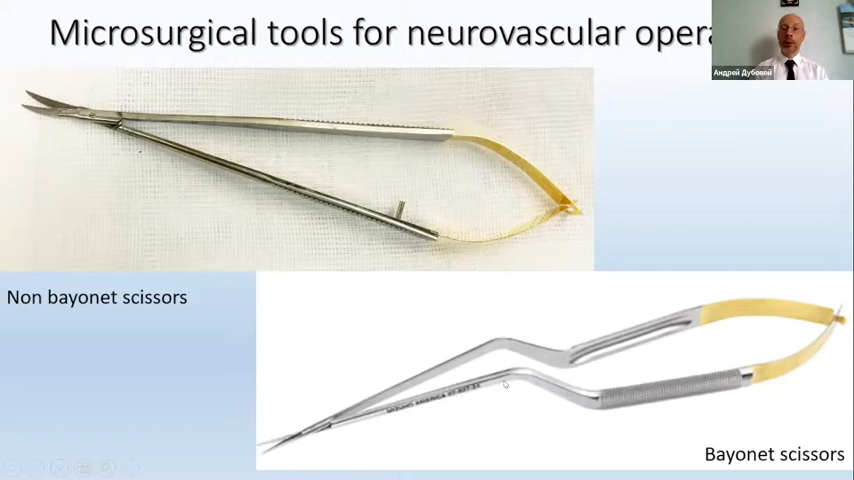 Microsurgical tools for neurovascular opera
Андрей Дубовой
Non bayonet scissors
Bayonet scissors